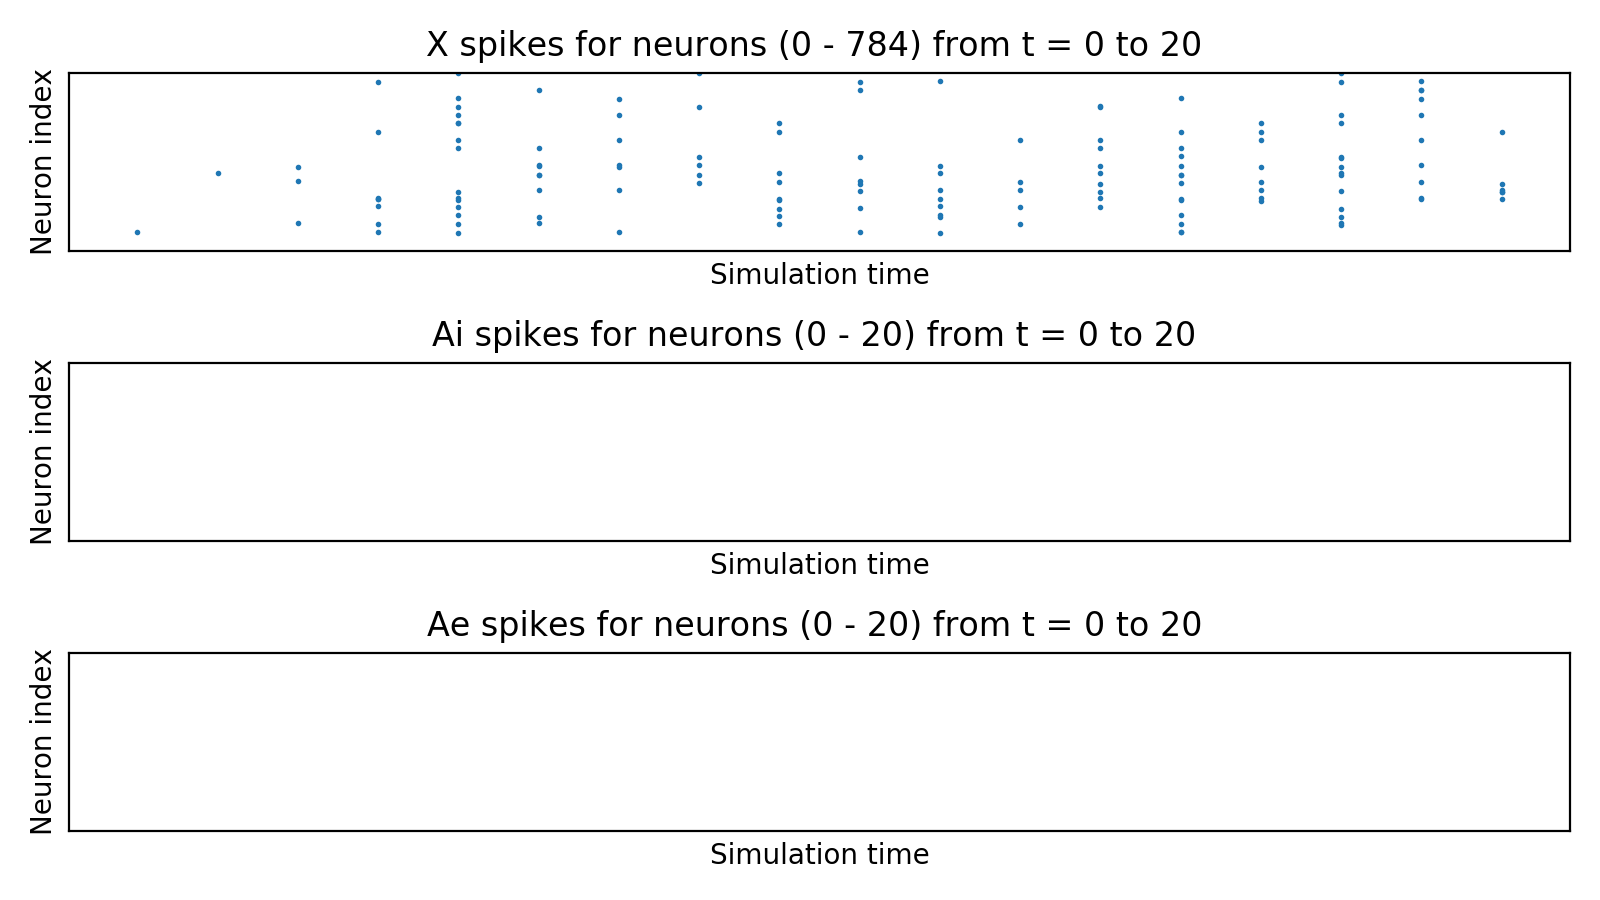 X spikes for neurons (0 - 784) from t = 0 to 20
Neuron index
Simulation time
Ai spikes for neurons (0 - 20) from t = 0 to 20
Neuron index
Simulation time
Ae spikes for neurons (0 - 20) from t = 0 to 20
Neuron index
Simulation time